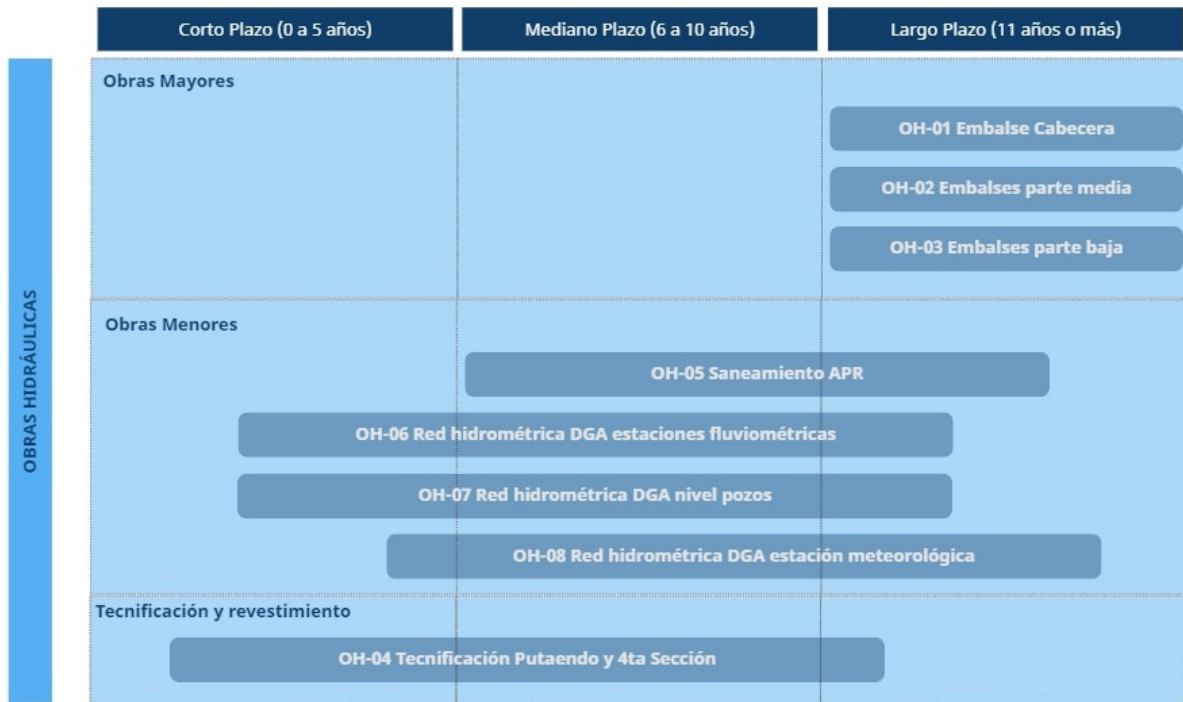 Corto Plazo (0 a 5 años)
Mediano Plazo (6 a 10 años)
Largo Plazo (11 años o más)
OBRAS HIDRÁULICAS
Obras Mayores
OH-01 Embalse Cabecera
OH-02 Embalses parte media
OH-03 Embalses parte baja
Obras Menores
OH-05 Saneamiento APR
OH-06 Red hidrométrica DGA estaciones fluviométricas
OH-07 Red hidrométrica DGA nivel pozos
OH-08 Red hidrométrica DGA estación meteorológica
Tecnificación y revestimiento
OH-04 Tecnificación Putaendo y 4ta Sección